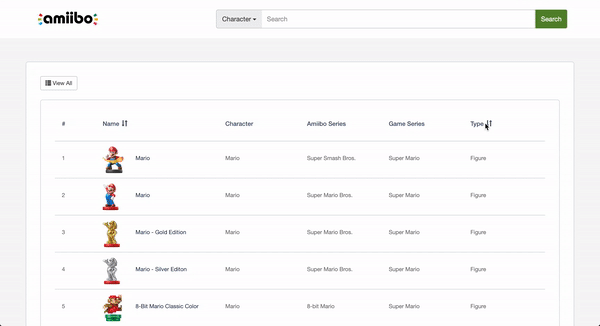 amiibo Character Search Search
View All
# Name Character Amiibo Series Game Series Type
1 Mario Mario Super Smash Bros. Super Mario Figure
2 Mario Mario Super Mario Bros. Super Mario Figure
3 Mario - Gold Edition Mario Super Mario Bros. Super Mario Figure
4 Mario - Silver Editon Mario Super Mario Bros. Super Mario Figure
5 8-Bit Mario Classic Color Mario 8-bit Mario Super Mario Figure